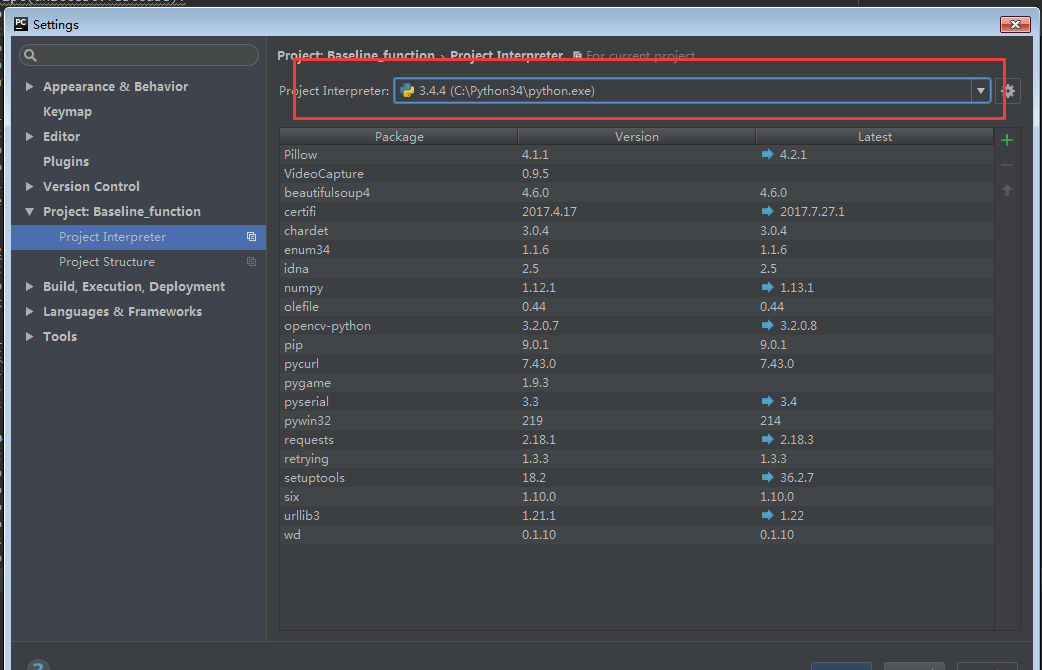 PC Settings
Project: Baseline_function › Project Interpreter For current project
Project Interpreter: 3.4.4 (C:\Python34\python.exe)
Appearance & Behavior
Keymap
Editor
Plugins
Version Control
Project: Baseline_function
Project Interpreter
Project Structure
Build, Execution, Deployment
Languages & Frameworks
Tools
Package Version Latest
Pillow 4.1.1 4.2.1
VideoCapture 0.9.5
beautifulsoup4 4.6.0 4.6.0
certifi 2017.4.17 2017.7.27.1
chardet 3.0.4 3.0.4
enum34 1.1.6 1.1.6
idna 2.5 2.5
numpy 1.12.1 1.13.1
olefile 0.44 0.44
opencv-python 3.2.0.7 3.2.0.8
pip 9.0.1 9.0.1
pycurl 7.43.0 7.43.0
pygame 1.9.3
pyserial 3.3 3.4
pywin32 219 214
requests 2.18.1 2.18.3
retrying 1.3.3 1.3.3
setuptools 18.2 36.2.7
six 1.10.0 1.10.0
urllib3 1.21.1 1.22
wd 0.1.10 0.1.10
?